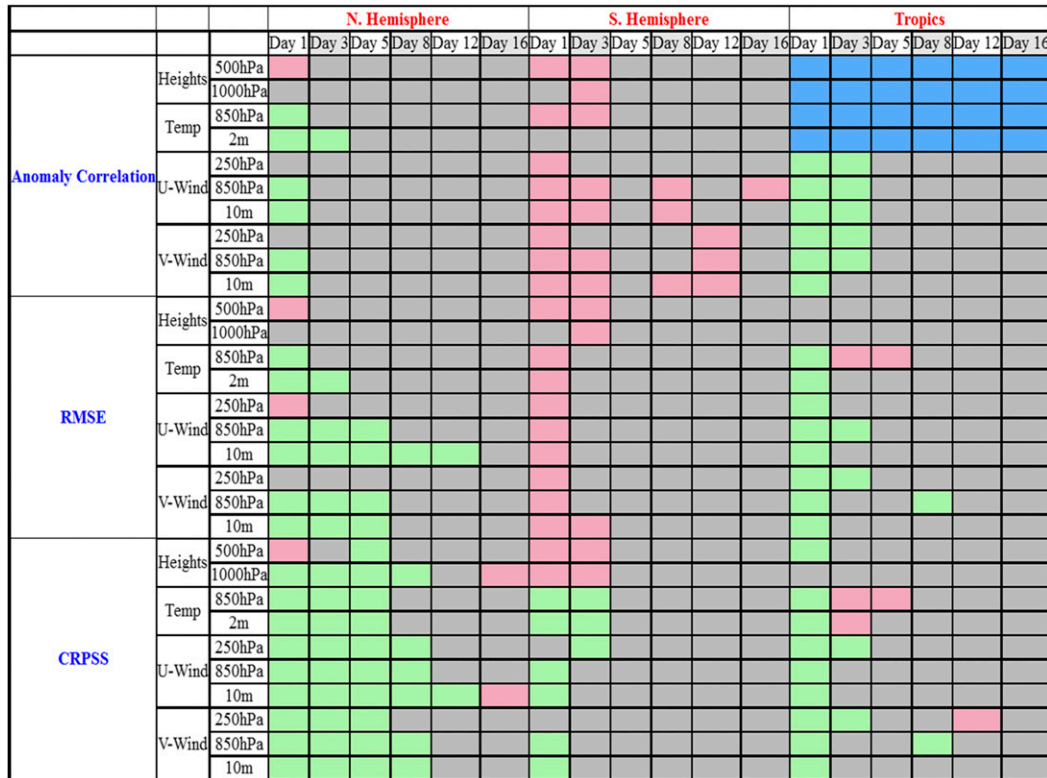 N. Hemisphere S. Hemisphere Tropics
Day 1 Day 3 Day 5 Day 8 Day 12 Day 16 Day 1 Day 3 Day 5 Day 8 Day 12 Day 16 Day 1 Day 3 Day 5 Day 8 Day 12 Day 16
Anomaly Correlation
Heights
500hPa
1000hPa
Temp
850hPa
2m
U-Wind
250hPa
850hPa
10m
V-Wind
250hPa
850hPa
10m
RMSE
Heights
500hPa
1000hPa
Temp
850hPa
2m
U-Wind
250hPa
850hPa
10m
V-Wind
250hPa
850hPa
10m
CRPSS
Heights
500hPa
1000hPa
Temp
850hPa
2m
U-Wind
250hPa
850hPa
10m
V-Wind
250hPa
850hPa
10m